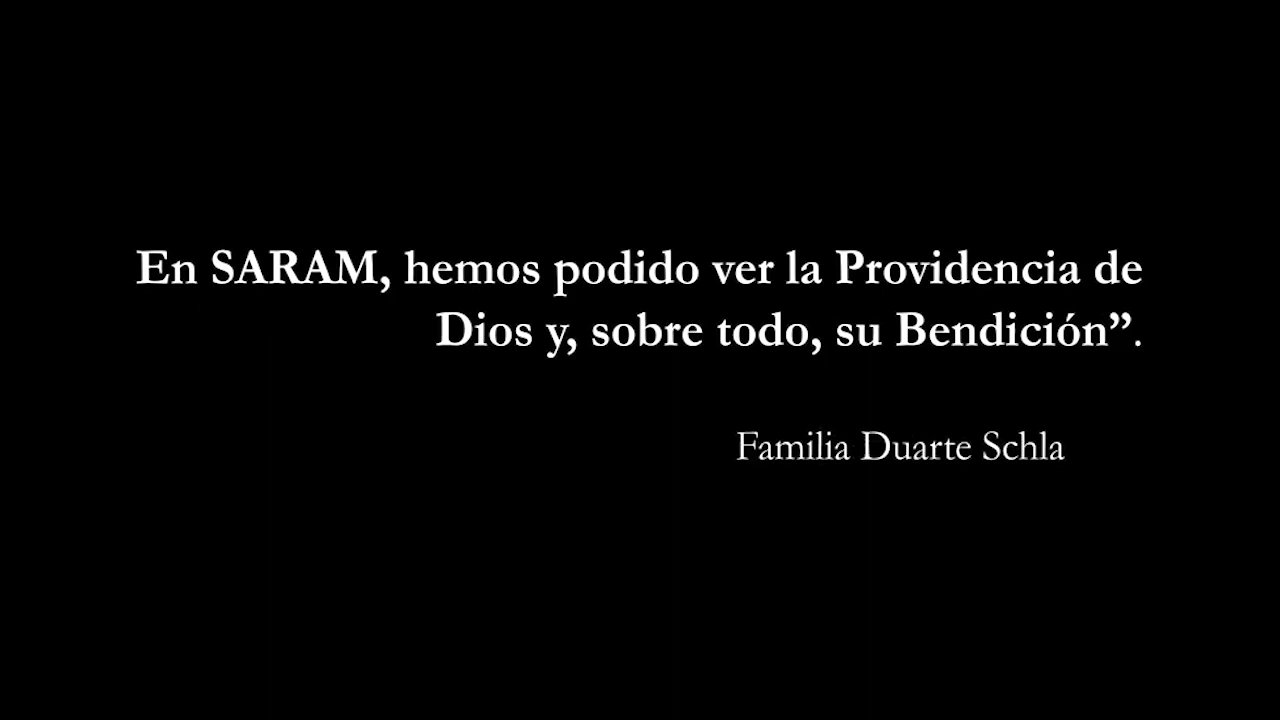 En SARAM, hemos podido ver la Providencia de
Dios y, sobre todo, su Bendición”.
Familia Duarte Schla